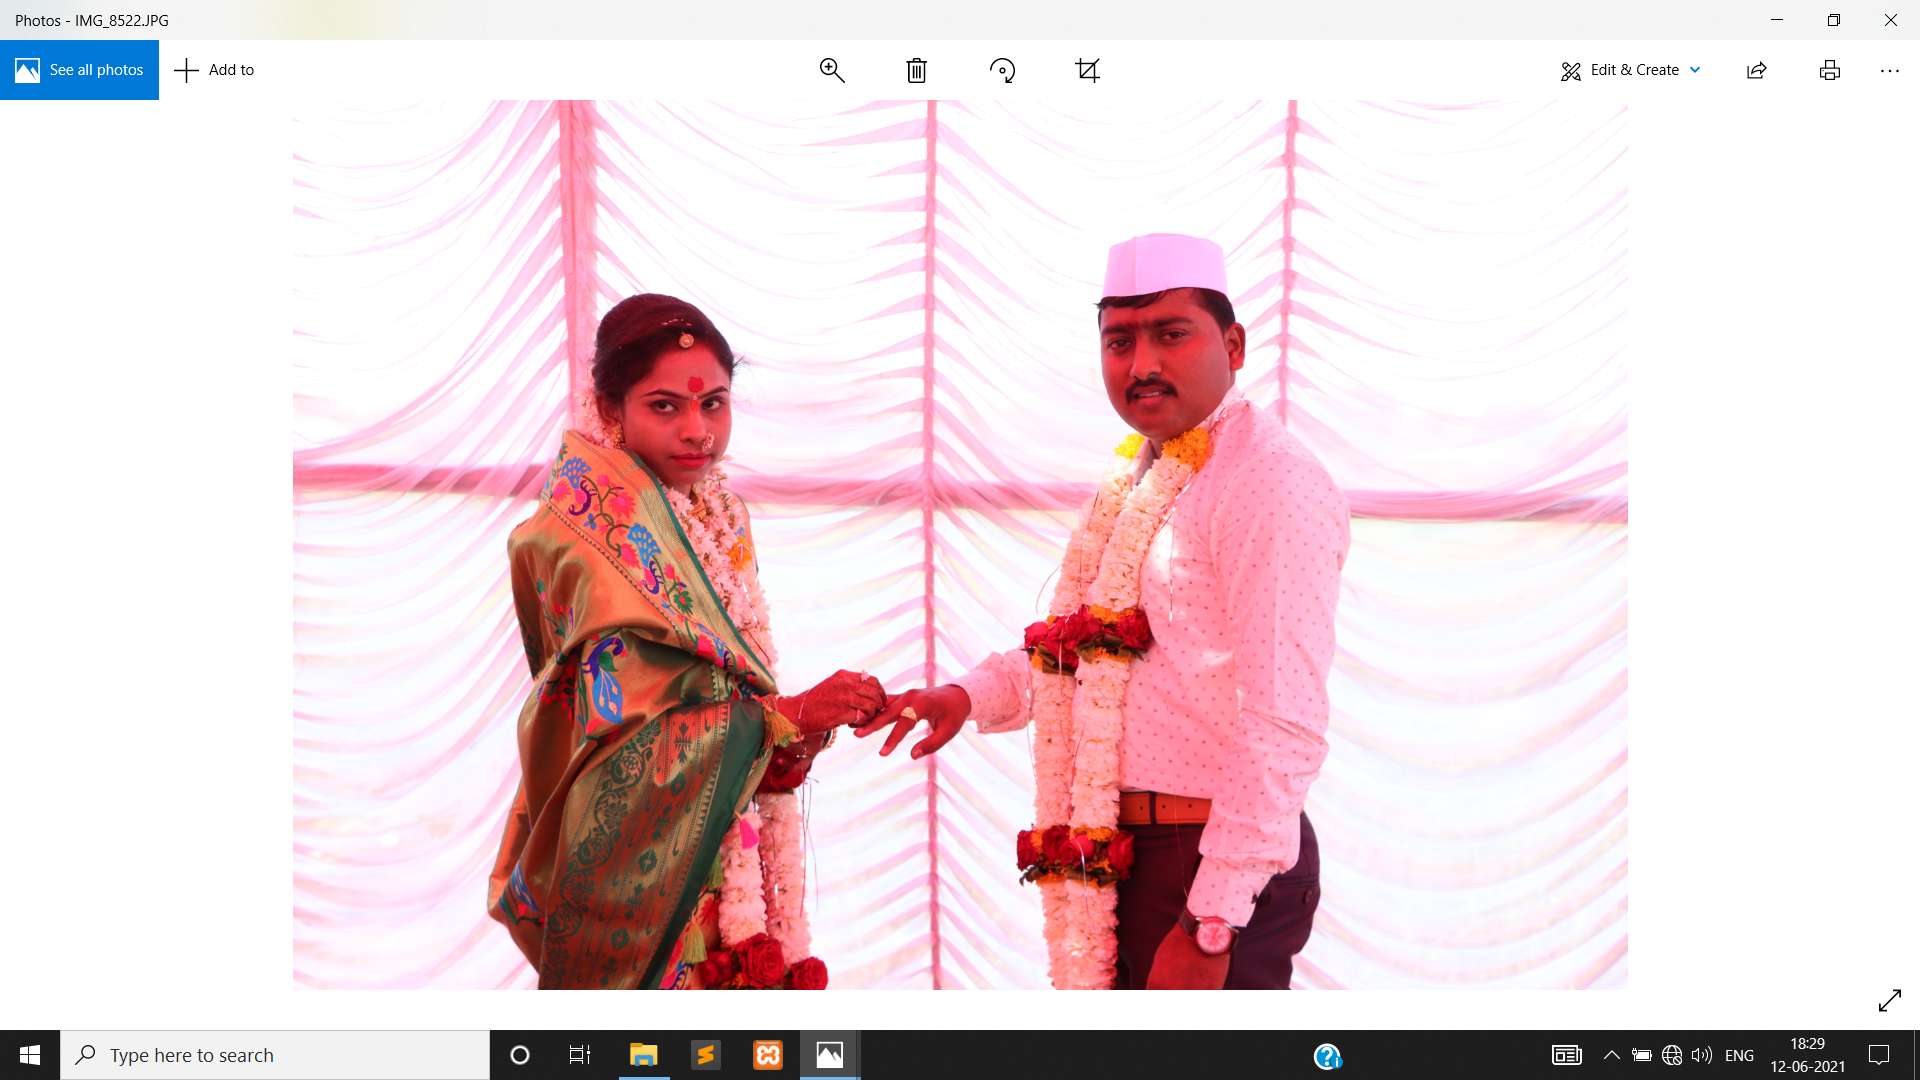 Photos - IMG_8522.JPG
See all photos
Add to
Edit & Create
Type here to search
ENG
18:29
12-06-2021